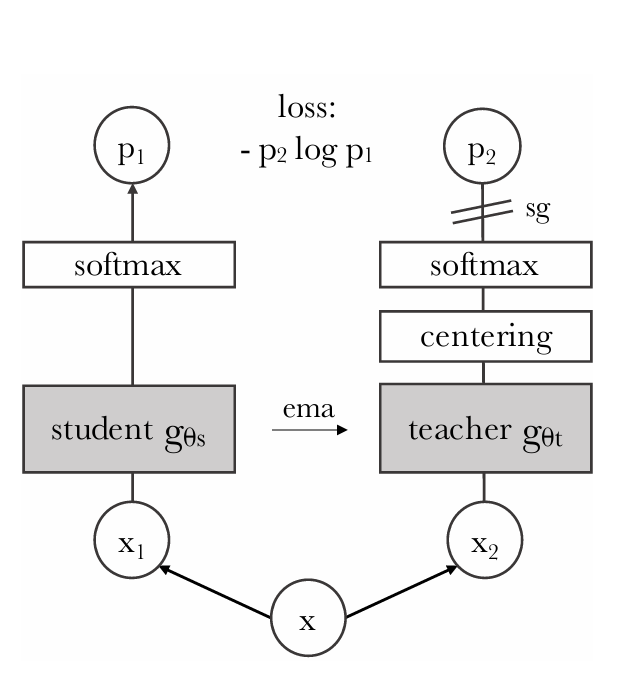 loss:
- p₂ log p₁
p₁
p₂
sg
softmax
softmax
centering
student gθs
ema
teacher gθt
x₁
x₂
x